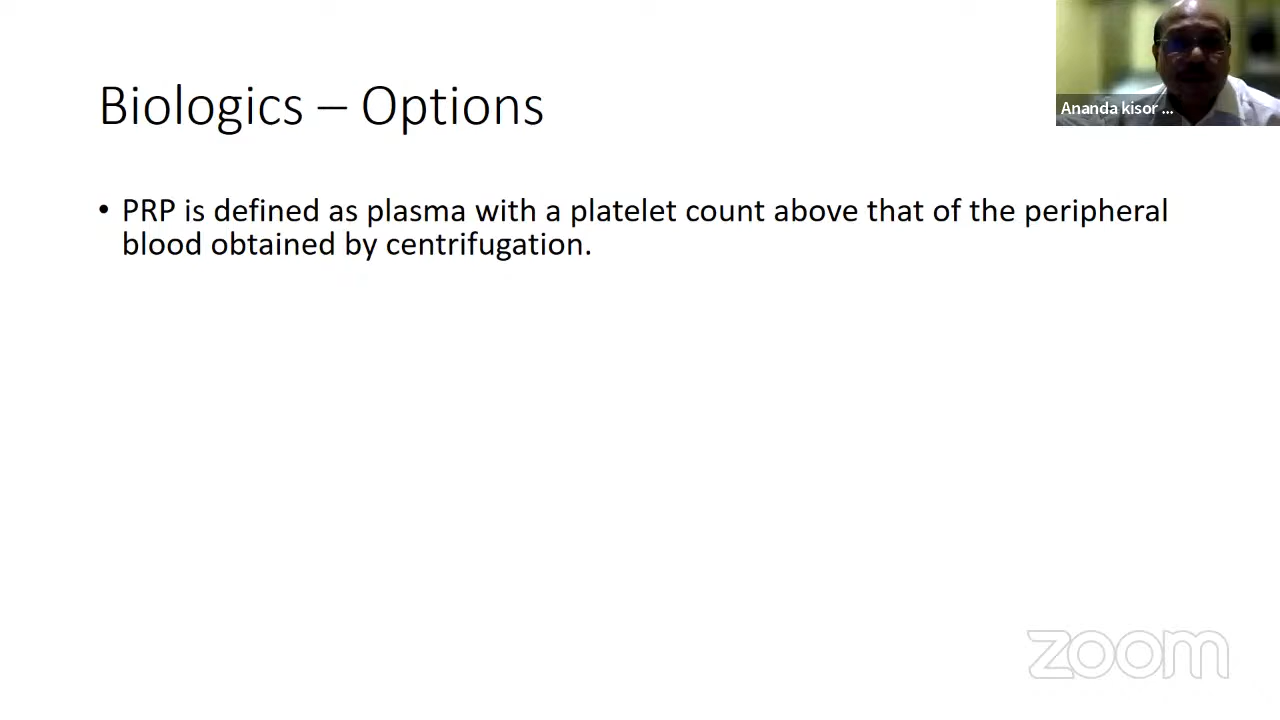 Biologics – Options
Ananda kisor ...
• PRP is defined as plasma with a platelet count above that of the peripheral
blood obtained by centrifugation.
zoom